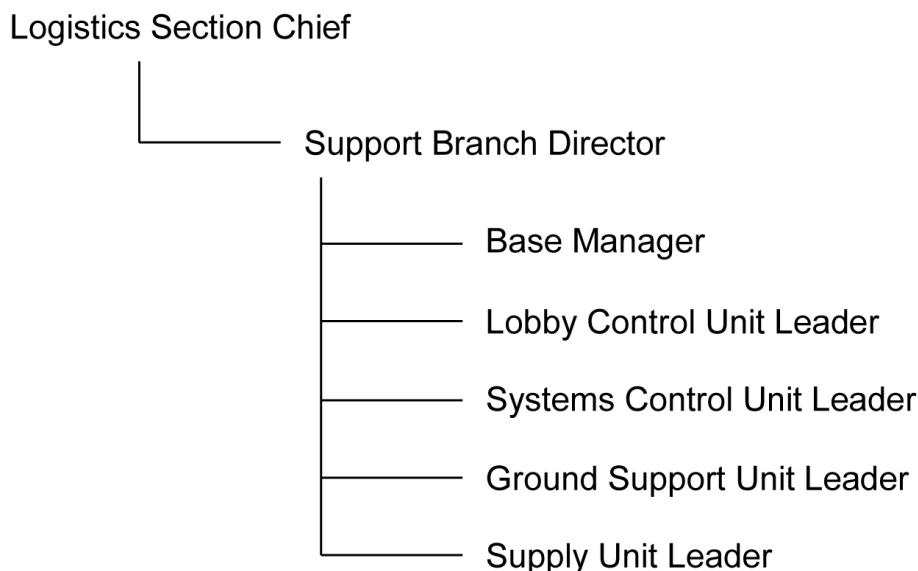 Logistics Section Chief
Support Branch Director
Base Manager
Lobby Control Unit Leader
Systems Control Unit Leader
Ground Support Unit Leader
Supply Unit Leader